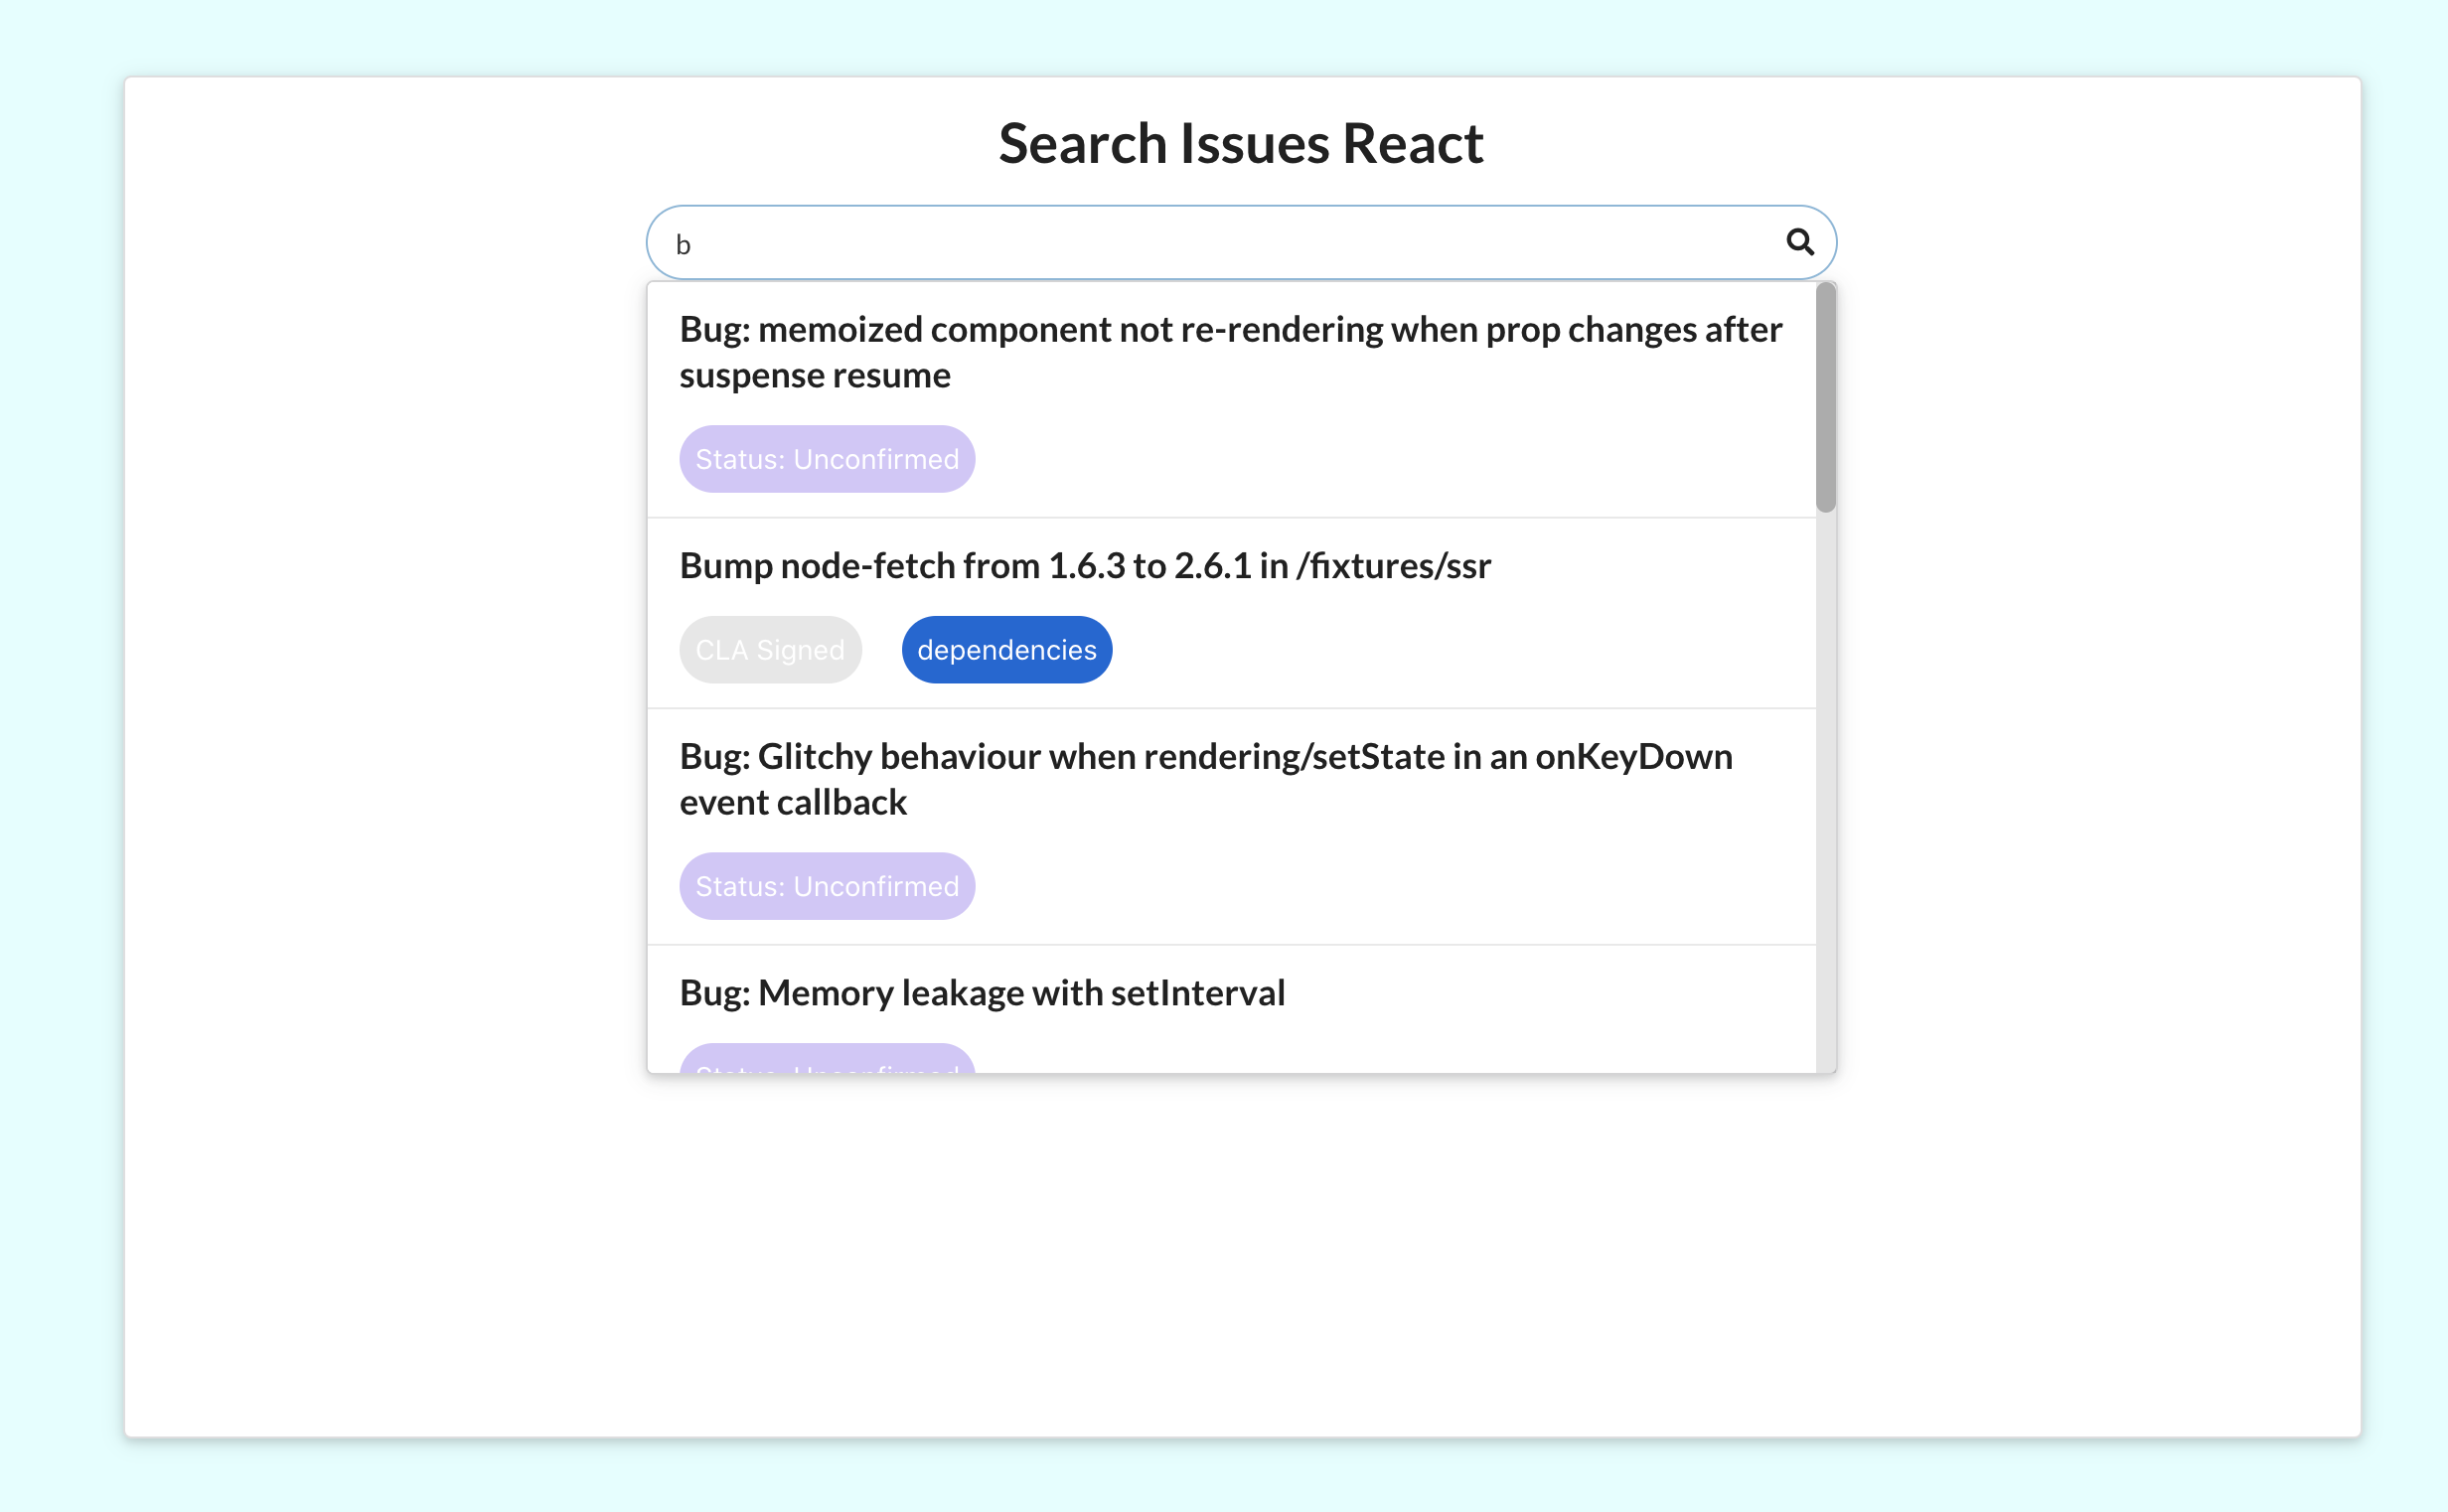 Search Issues React
b
Bug: memoized component not re-rendering when prop changes after
suspense resume
Status: Unconfirmed
Bump node-fetch from 1.6.3 to 2.6.1 in /fixtures/ssr
CLA Signed dependencies
Bug: Glitchy behaviour when rendering/setState in an onKeyDown
event callback
Status: Unconfirmed
Bug: Memory leakage with setInterval
Status: Unconfirmed